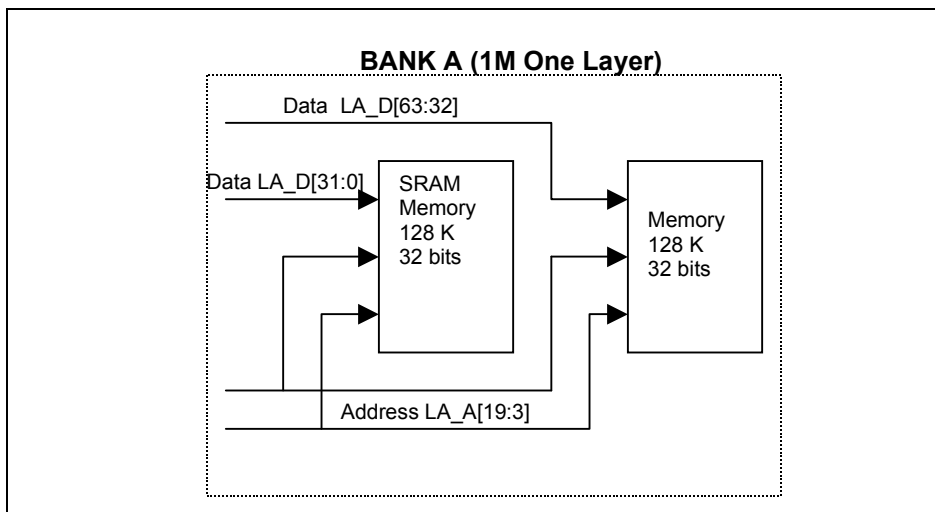 BANK A (1M One Layer)
Data LA_D[63:32]
Data LA_D[31:0]
SRAM
Memory
128 K
32 bits
Memory
128 K
32 bits
Address LA_A[19:3]